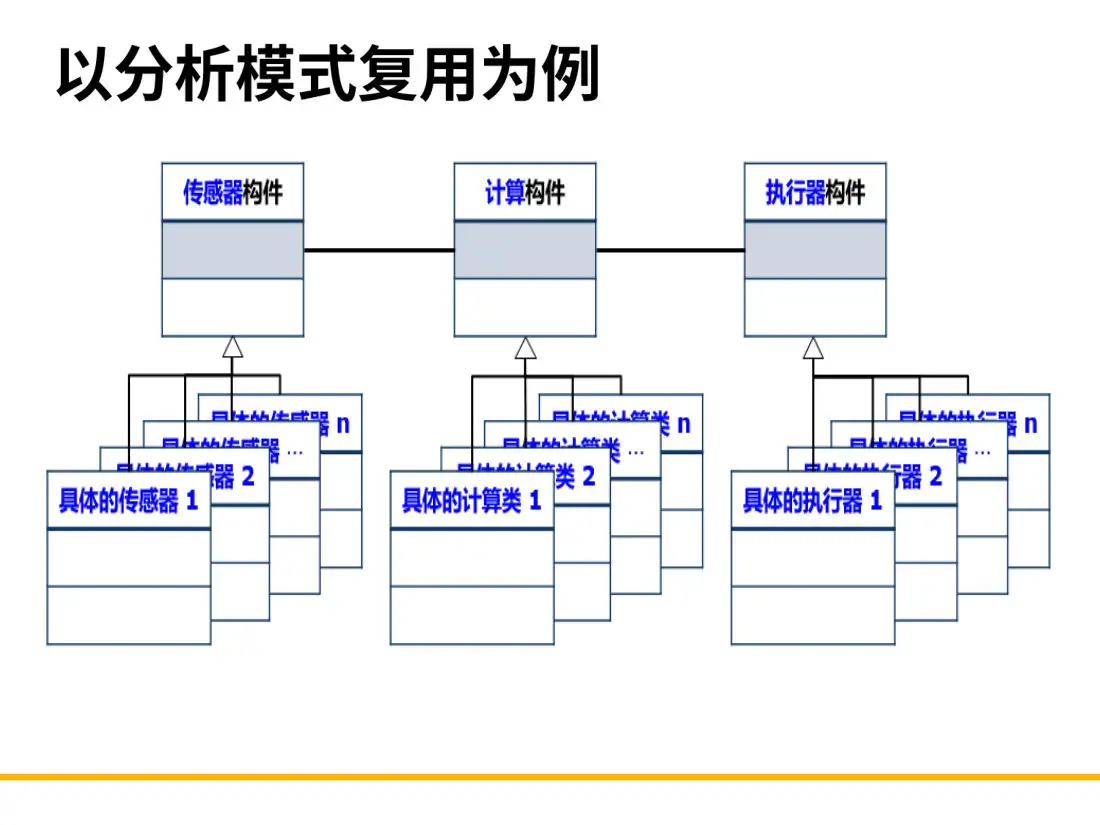 以分析模式复用为例
传感器构件
计算构件
执行器构件
具体的传感器 n
具体的计算类 n
具体的执行器 n
具体的传感器 …
具体的计算类 …
具体的执行器 …
具体的传感器 2
具体的计算类 2
具体的执行器 2
具体的传感器 1
具体的计算类 1
具体的执行器 1